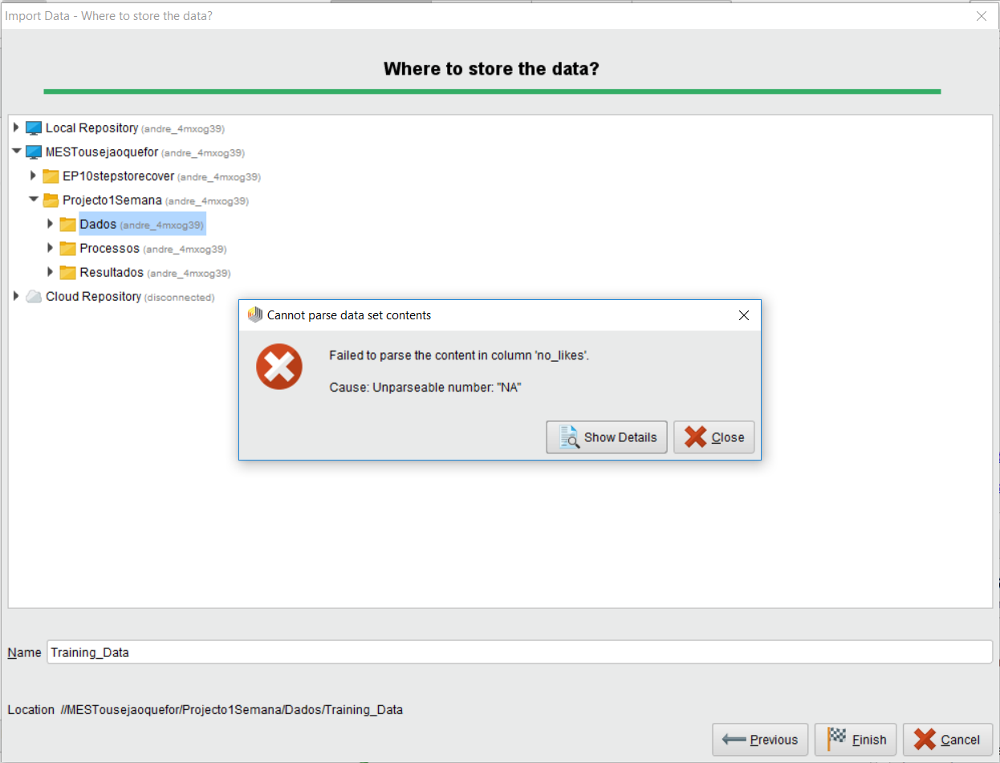 Import Data - Where to store the data?
Where to store the data?
Local Repository (andre_4mxog39)
MESTousejaoquefor (andre_4mxog39)
EP10stepstorecover (andre_4mxog39)
Projecto1Semana (andre_4mxog39)
Dados (andre_4mxog39)
Processos (andre_4mxog39)
Resultados (andre_4mxog39)
Cloud Repository (disconnected)
Cannot parse data set contents
Failed to parse the content in column 'no_likes'.
Cause: Unparseable number: "NA"
Show Details Close
Name Training_Data
Location //MESTousejaoquefor/Projecto1Semana/Dados/Training_Data
Previous Finish Cancel